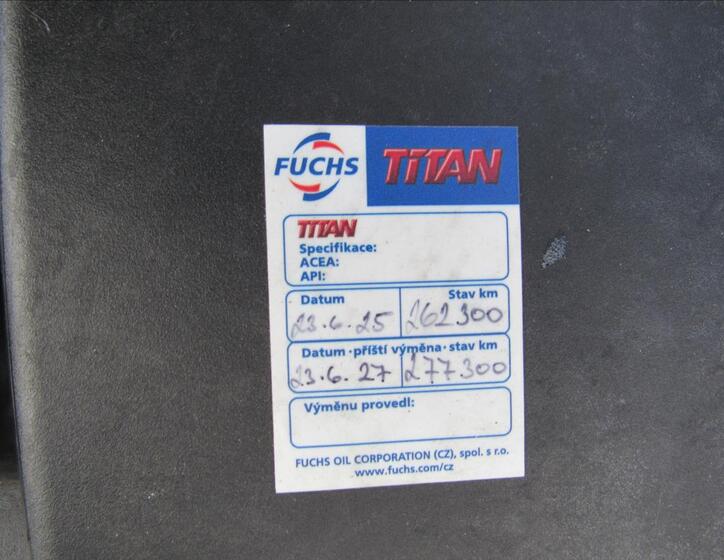 FUCHS TITAN
TITAN
Specifikace:
ACEA:
API:
Datum Stav km
23.6.25 262300
Datum · příští výměna · stav km
23.6.27 277300
Výměnu provedl:
FUCHS OIL CORPORATION (CZ), spol. s r.o.
www.fuchs.com/cz